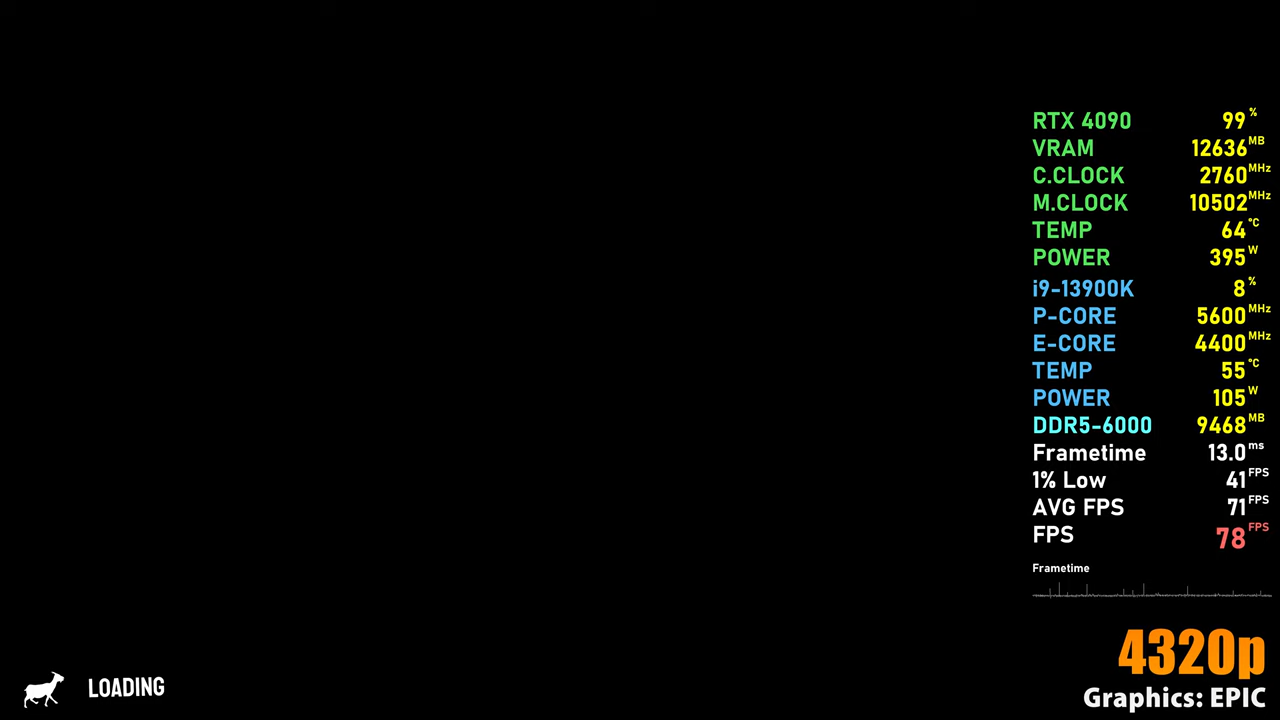 RTX 4090 99 %
VRAM 12636 MB
C.CLOCK 2760 MHz
M.CLOCK 10502 MHz
TEMP 64 °C
POWER 395 W
i9-13900K 8 %
P-CORE 5600 MHz
E-CORE 4400 MHz
TEMP 55 °C
POWER 105 W
DDR5-6000 9468 MB
Frametime 13.0 ms
1% Low 41 FPS
AVG FPS 71 FPS
FPS 78 FPS
Frametime
4320p
Graphics: EPIC
LOADING